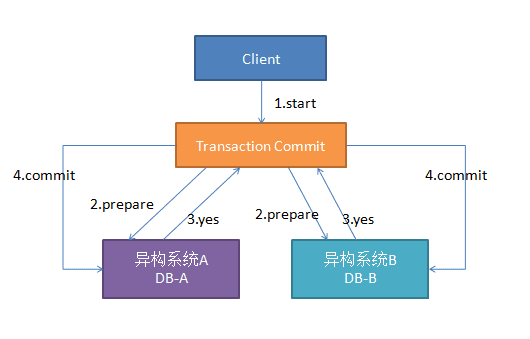 Client
1.start
Transaction Commit
4.commit
4.commit
2.prepare
3.yes
2.prepare
3.yes
异构系统A
DB-A
异构系统B
DB-B